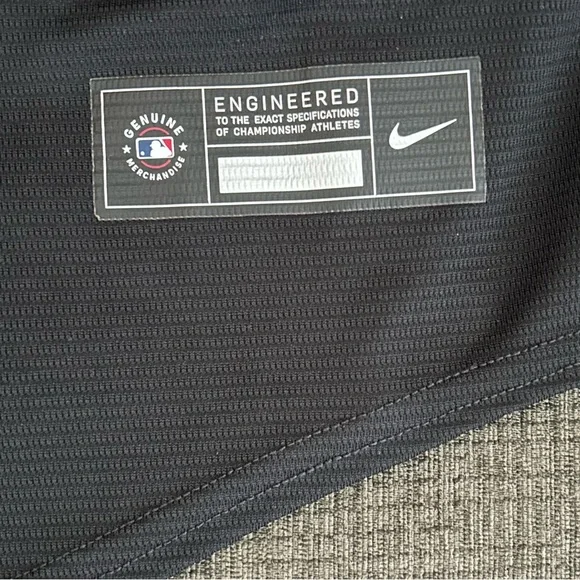 GENUINE
MERCHANDISE
ENGINEERED
TO THE EXACT SPECIFICATIONS
OF CHAMPIONSHIP ATHLETES